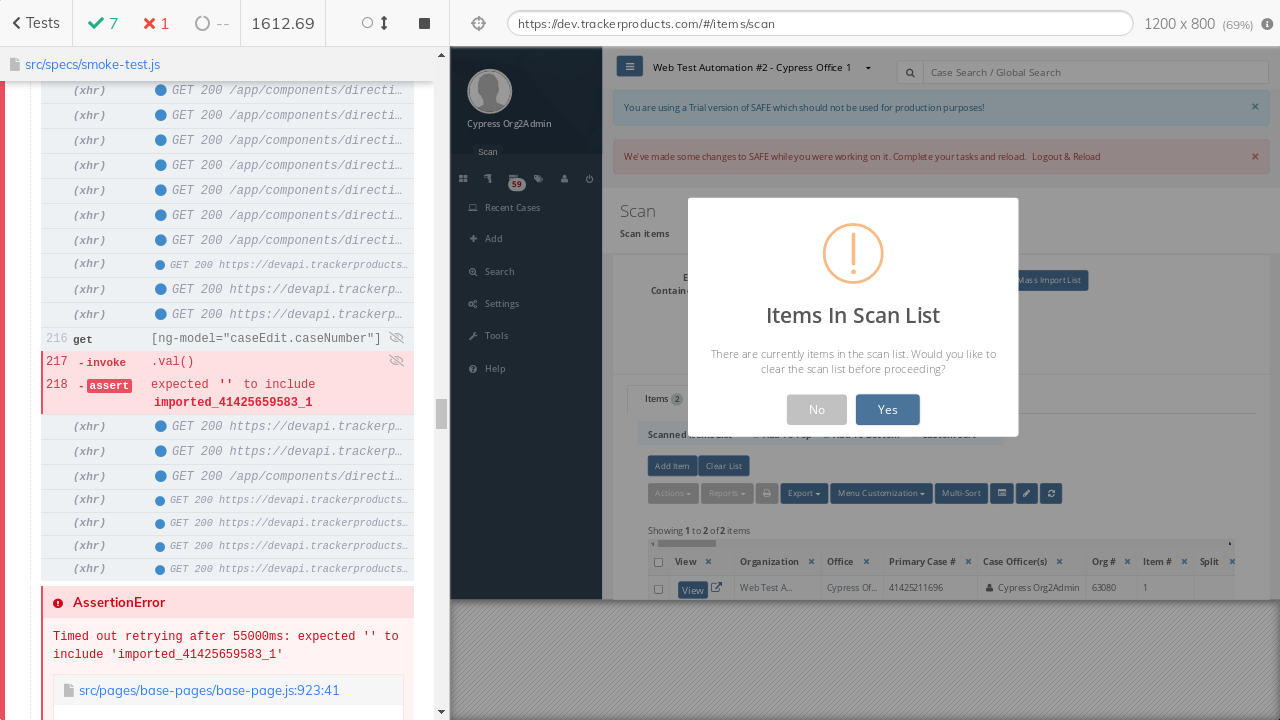 Tests
7
1
--
1612.69
https://dev.trackerproducts.com/#/items/scan
1200 x 800 (69%)
src/specs/smoke-test.js
(xhr) GET 200 /app/components/directi…
(xhr) GET 200 /app/components/directi…
(xhr) GET 200 /app/components/directi…
(xhr) GET 200 /app/components/directi…
(xhr) GET 200 /app/components/directi…
(xhr) GET 200 /app/components/directi…
(xhr) GET 200 /app/components/directi…
(xhr) GET 200 https://devapi.trackerproducts…
(xhr) GET 200 https://devapi.trackerp…
(xhr) GET 200 https://devapi.trackerp…
216 get [ng-model="caseEdit.caseNumber"]
217 - invoke .val()
218 - assert expected '' to include
imported_41425659583_1
(xhr) GET 200 https://devapi.trackerp…
(xhr) GET 200 https://devapi.trackerp…
(xhr) GET 200 /app/components/directi…
(xhr) GET 200 https://devapi.trackerproducts…
(xhr) GET 200 https://devapi.trackerproducts…
(xhr) GET 200 https://devapi.trackerproducts…
(xhr) GET 200 https://devapi.trackerproducts…
AssertionError
Timed out retrying after 55000ms: expected '' to
include 'imported_41425659583_1'
src/pages/base-pages/base-page.js:923:41
Cypress Org2Admin
Scan
59
Recent Cases
Add
Search
Settings
Tools
Help
Web Test Automation #2 - Cypress Office 1
Case Search / Global Search
You are using a Trial version of SAFE which should not be used for production purposes!
We've made some changes to SAFE while you were working on it. Complete your tasks and reload. Logout & Reload
Scan
Scan items
Contain
Mass Import List
Items In Scan List
There are currently items in the scan list. Would you like to
clear the scan list before proceeding?
No Yes
Items 2
Add Item Clear List
Actions Reports Export Menu Customization Multi-Sort
Showing 1 to 2 of 2 items
View Organization Office Primary Case # Case Officer(s) Org # Item # Split
View Web Test A... Cypress Of... 41425211696 Cypress Org2Admin 63080 1